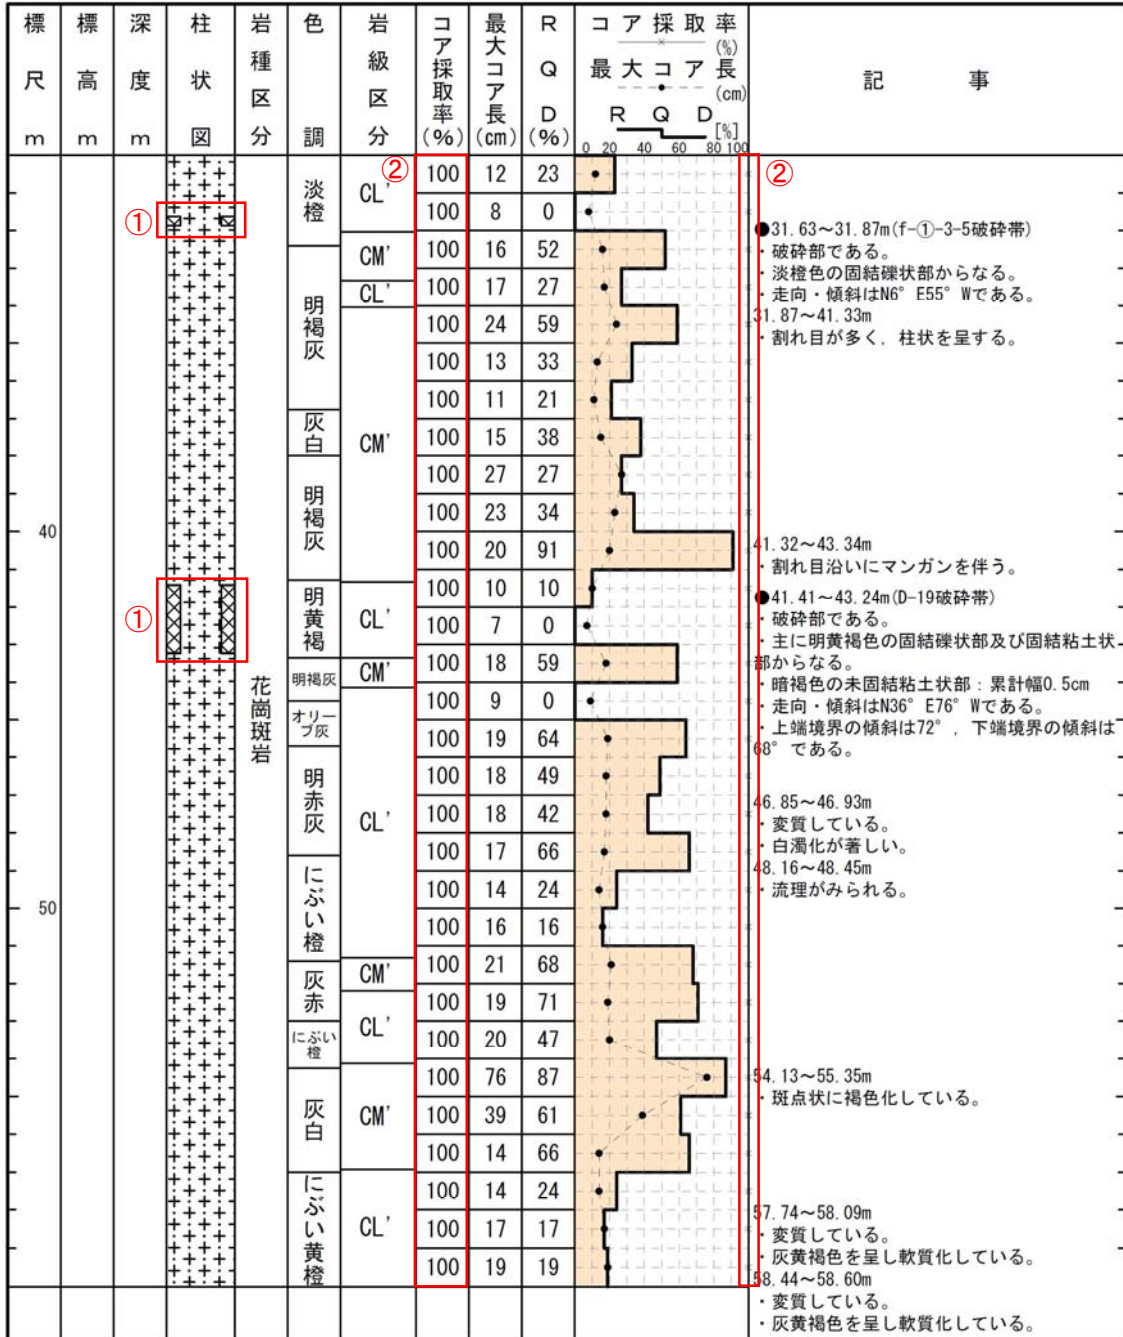 標尺m
標高m
深度m
柱状図
岩種区分
色調
岩級区分
コア採取率(%)
最大コア長(cm)
RQD(%)
コア採取率(%)
最大コア長(cm)
RQD[%]
0 20 40 60 80 100
記事
①
①
②
②
40
50
花崗斑岩
淡橙
明褐灰
灰白
明褐灰
明黄褐
明褐灰
オリーブ灰
明赤灰
にぶい橙
灰赤
にぶい橙
灰白
にぶい黄橙
CL'
CM'
CL'
CM'
CL'
CM'
CL'
CM'
CL'
CM'
CL'
100 12 23
100 8 0
100 16 52
100 17 27
100 24 59
100 13 33
100 11 21
100 15 38
100 27 27
100 23 34
100 20 91
100 10 10
100 7 0
100 18 59
100 9 0
100 19 64
100 18 49
100 18 42
100 17 66
100 14 24
100 16 16
100 21 68
100 19 71
100 20 47
100 76 87
100 39 61
100 14 66
100 14 24
100 17 17
100 19 19
●31.63～31.87m(f-①-3-5破砕帯)
・破砕部である。
・淡橙色の固結礫状部からなる。
・走向・傾斜はN6°E55°Wである。
31.87～41.33m
・割れ目が多く，柱状を呈する。
41.32～43.34m
・割れ目沿いにマンガンを伴う。
●41.41～43.24m(D-19破砕帯)
・破砕部である。
・主に明黄褐色の固結礫状部及び固結粘土状
部からなる。
・暗褐色の未固結粘土状部：累計幅0.5cm
・走向・傾斜はN36°E76°Wである。
・上端境界の傾斜は72°，下端境界の傾斜は
68°である。
46.85～46.93m
・変質している。
・白濁化が著しい。
48.16～48.45m
・流理がみられる。
54.13～55.35m
・斑点状に褐色化している。
57.74～58.09m
・変質している。
・灰黄褐色を呈し軟質化している。
58.44～58.60m
・変質している。
・灰黄褐色を呈し軟質化している。